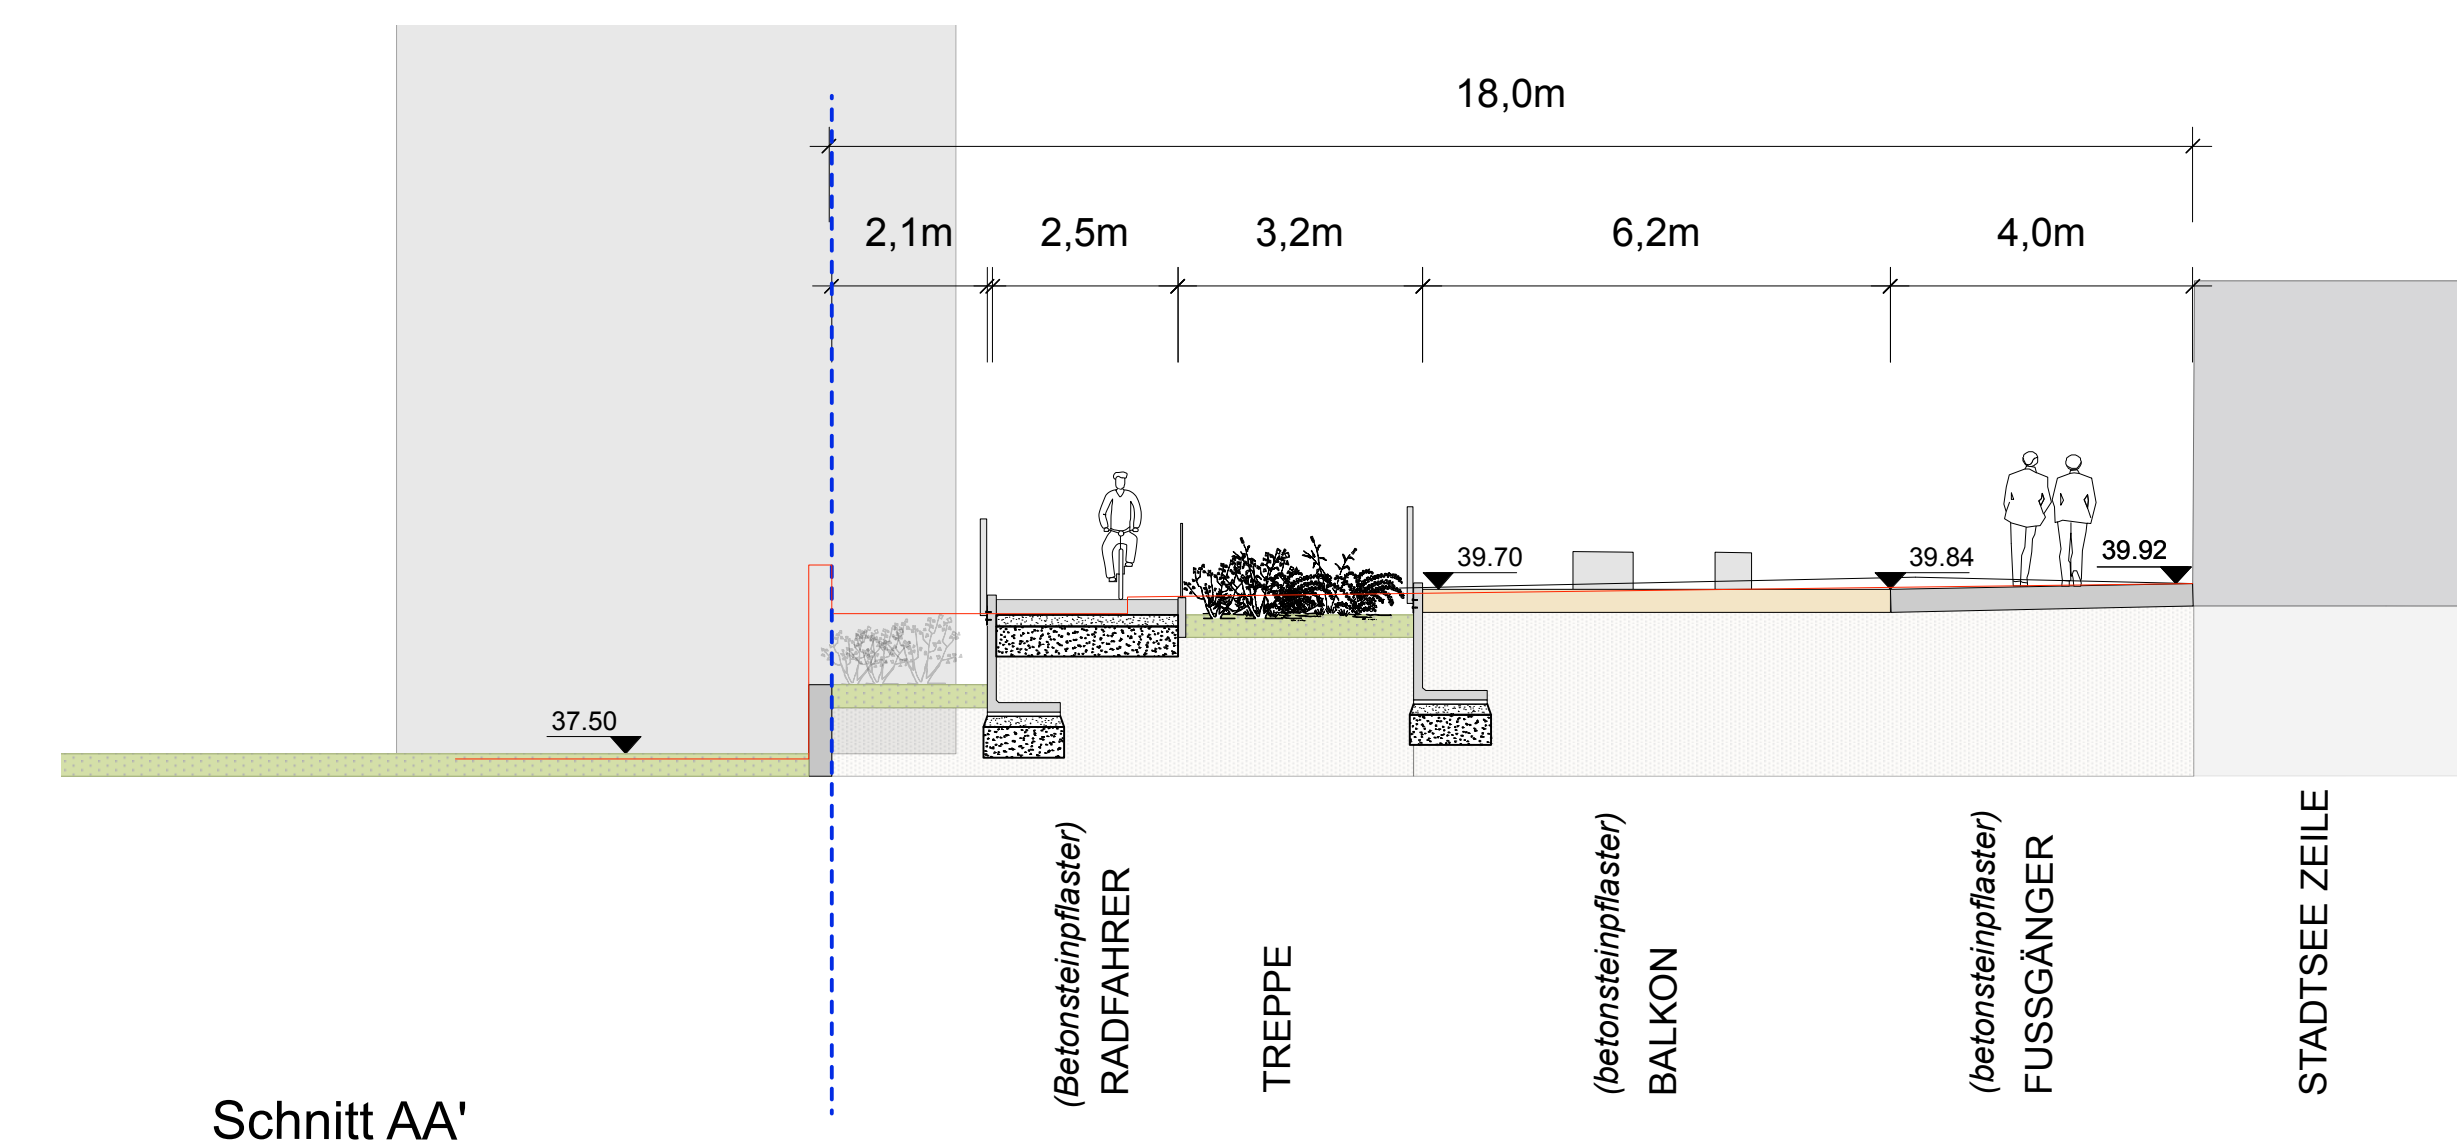 18,0m
2,1m
2,5m
3,2m
6,2m
4,0m
39.70
39.84
39.92
37.50
(Betonsteinpflaster)
RADFAHRER
TREPPE
(betonsteinpflaster)
BALKON
(betonsteinpflaster)
FUSSGÄNGER
STADTSEE ZEILE
Schnitt AA'